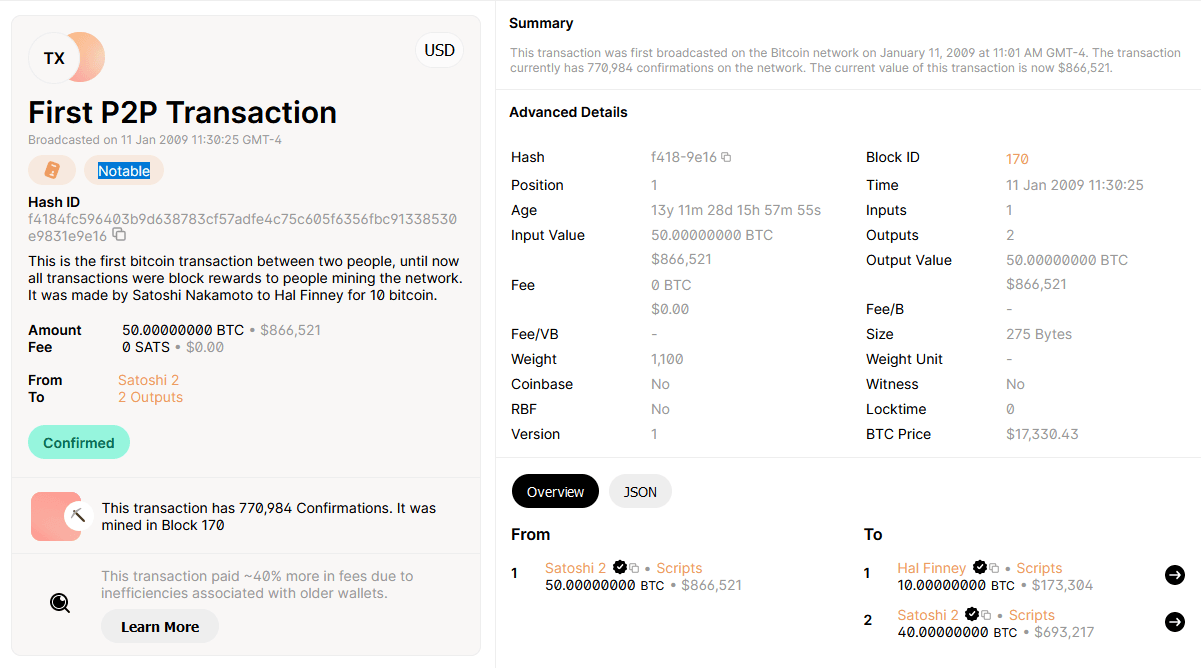 TX
USD
First P2P Transaction
Broadcasted on 11 Jan 2009 11:30:25 GMT-4
Notable
Hash ID
f4184fc596403b9d638783cf57adfe4c75c605f6356fbc91338530
e9831e9e16
This is the first bitcoin transaction between two people, until now
all transactions were block rewards to people mining the network.
It was made by Satoshi Nakamoto to Hal Finney for 10 bitcoin.
Amount 50.00000000 BTC • $866,521
Fee 0 SATS • $0.00
From Satoshi 2
To 2 Outputs
Confirmed
This transaction has 770,984 Confirmations. It was
mined in Block 170
This transaction paid ~40% more in fees due to
inefficiencies associated with older wallets.
Learn More
Summary
This transaction was first broadcasted on the Bitcoin network on January 11, 2009 at 11:01 AM GMT-4. The transaction
currently has 770,984 confirmations on the network. The current value of this transaction is now $866,521.
Advanced Details
Hash f418-9e16
Position 1
Age 13y 11m 28d 15h 57m 55s
Input Value 50.00000000 BTC
$866,521
Fee 0 BTC
$0.00
Fee/VB -
Weight 1,100
Coinbase No
RBF No
Version 1
Block ID 170
Time 11 Jan 2009 11:30:25
Inputs 1
Outputs 2
Output Value 50.00000000 BTC
$866,521
Fee/B -
Size 275 Bytes
Weight Unit -
Witness No
Locktime 0
BTC Price $17,330.43
Overview
JSON
From
1 Satoshi 2 • Scripts
50.00000000 BTC • $866,521
To
1 Hal Finney • Scripts
10.00000000 BTC • $173,304
2 Satoshi 2 • Scripts
40.00000000 BTC • $693,217